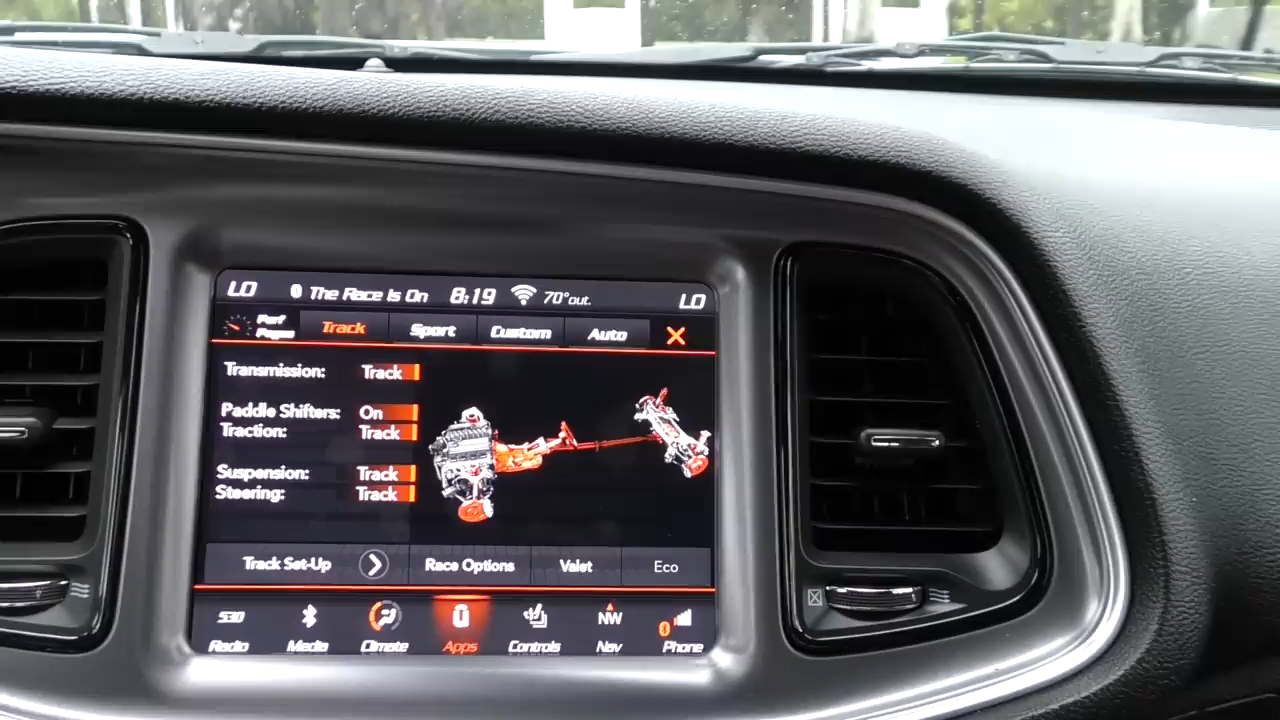 LO The Race Is On 8:19 70° out. LO
Perf Pages Track Sport Custom Auto X
Transmission: Track
Paddle Shifters: On
Traction: Track
Suspension: Track
Steering: Track
Track Set-Up Race Options Valet Eco
530 NW 0
Radio Media Climate Apps Controls Nav Phone